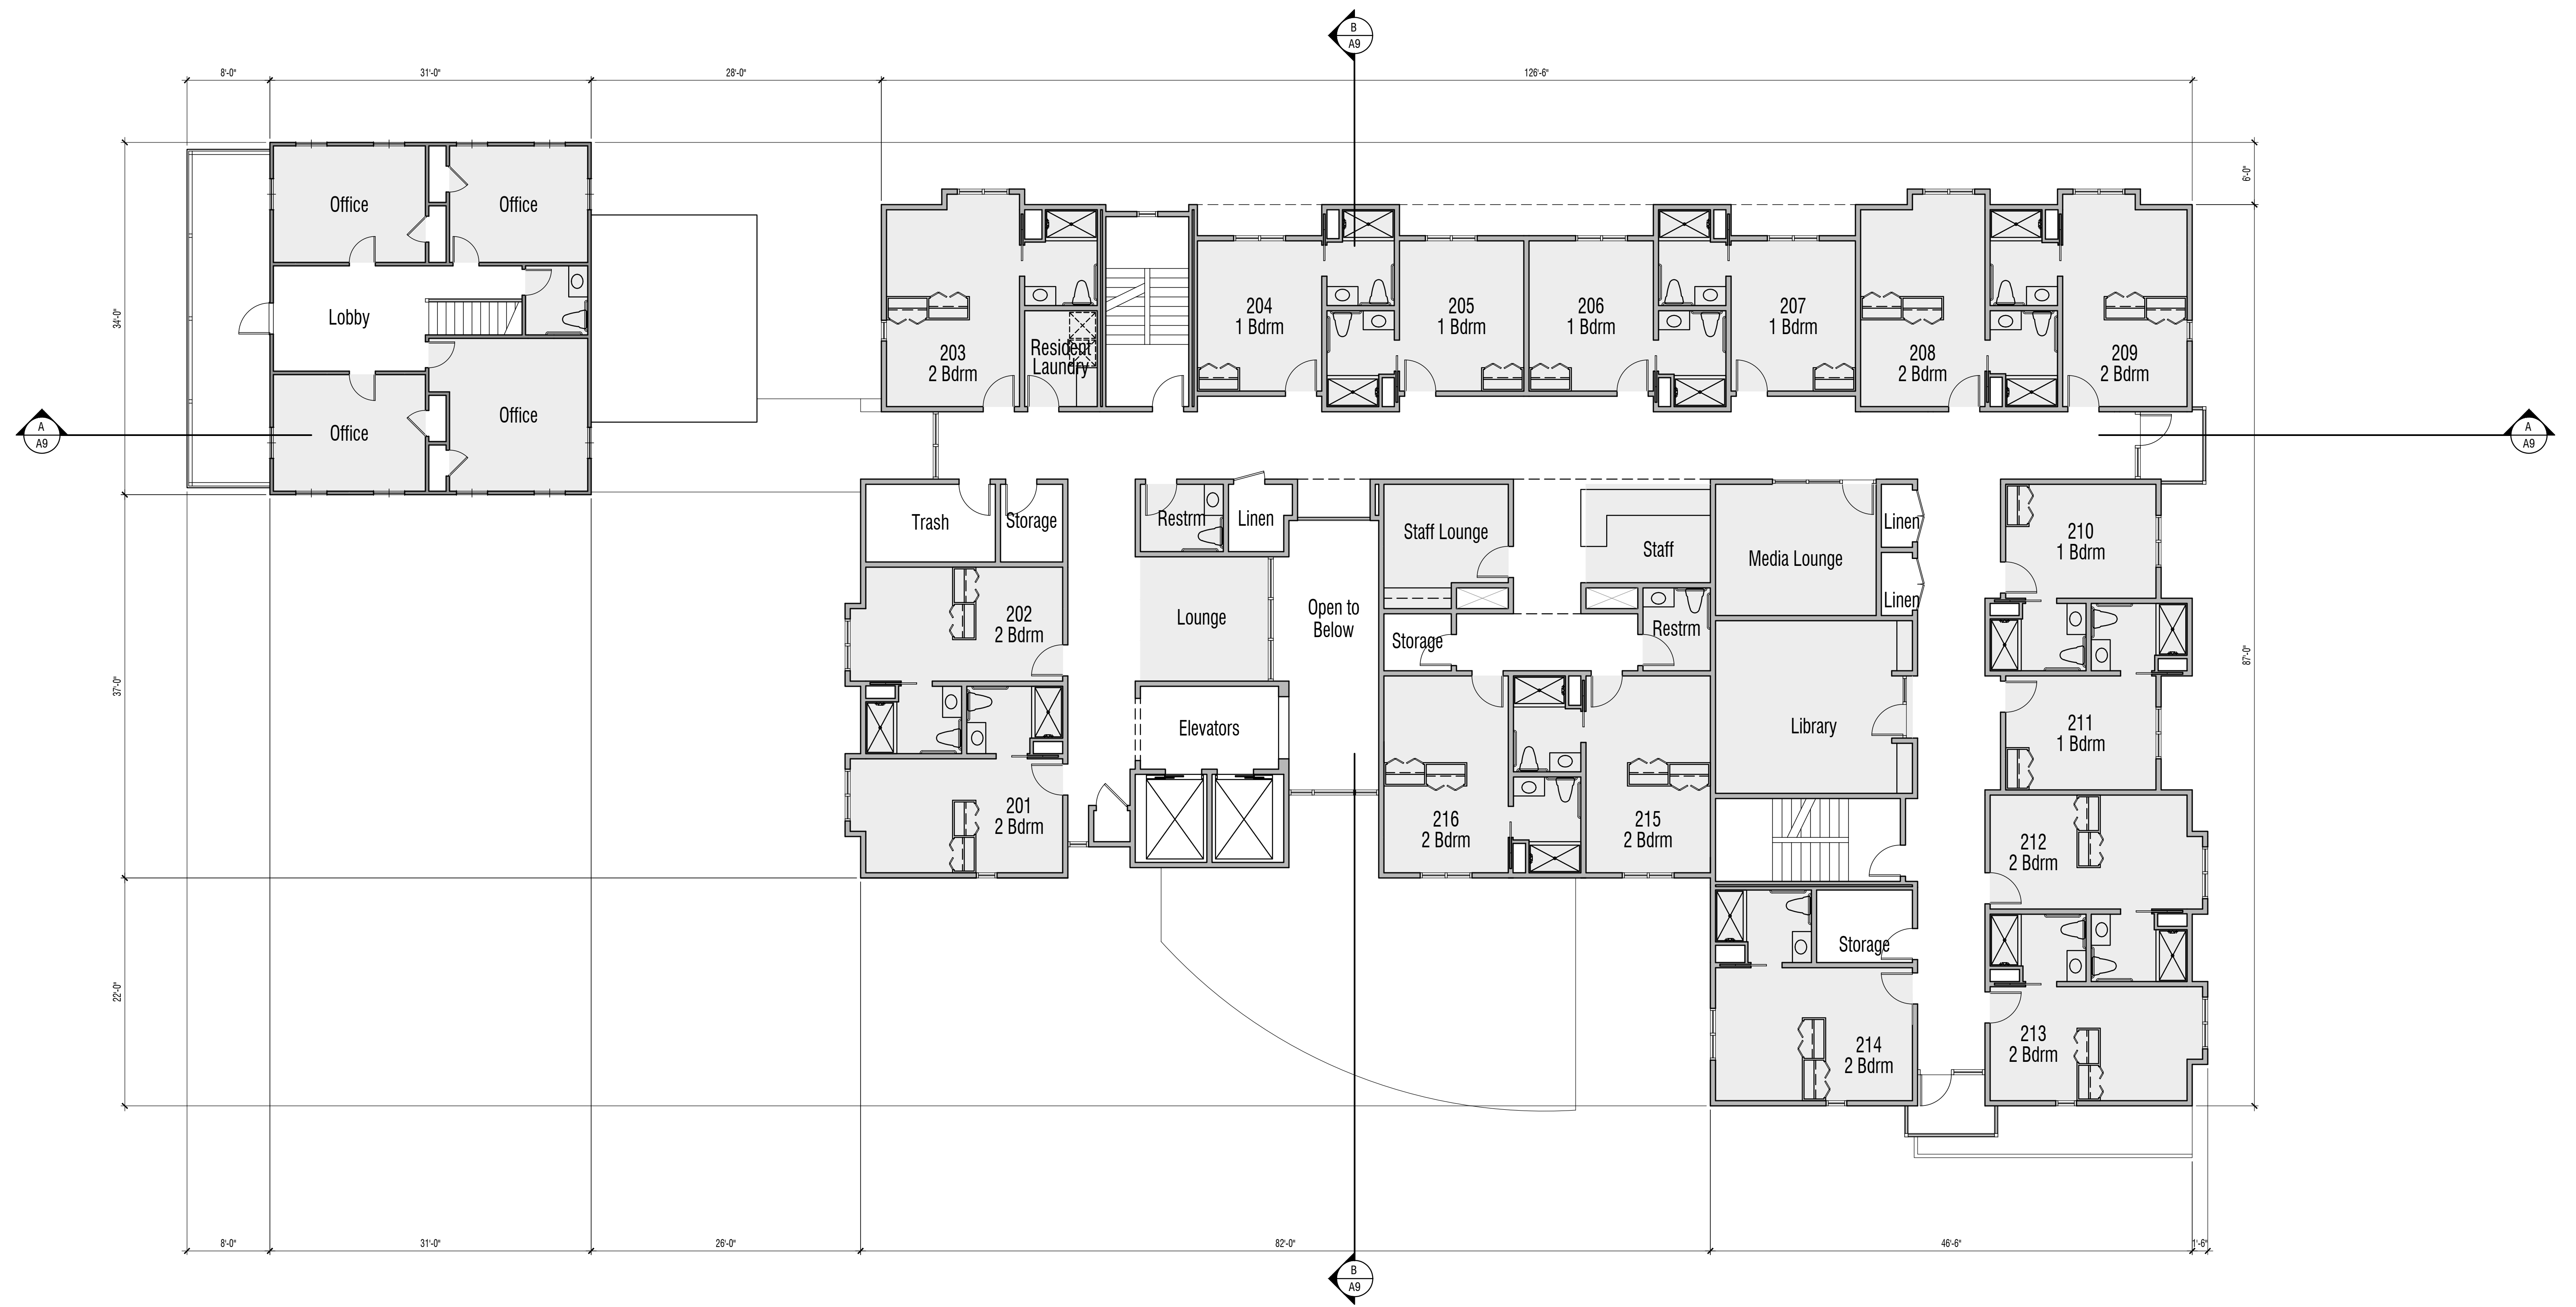 B
A9
8'-0"
31'-0"
28'-0"
126'-6"
6'-0"
34'-0"
Office
Office
Lobby
Office
Office
203
2 Bdrm
Resident
Laundry
204
1 Bdrm
205
1 Bdrm
206
1 Bdrm
207
1 Bdrm
208
2 Bdrm
209
2 Bdrm
A
A9
A
A9
Trash
Storage
Restrm
Linen
Staff Lounge
Staff
Media Lounge
Linen
Linen
210
1 Bdrm
202
2 Bdrm
Lounge
Open to
Below
Storage
Restrm
87'-0"
37'-0"
Elevators
Library
211
1 Bdrm
201
2 Bdrm
216
2 Bdrm
215
2 Bdrm
212
2 Bdrm
Storage
22'-0"
214
2 Bdrm
213
2 Bdrm
8'-0"
31'-0"
26'-0"
82'-0"
46'-6"
1'-6"
B
A9